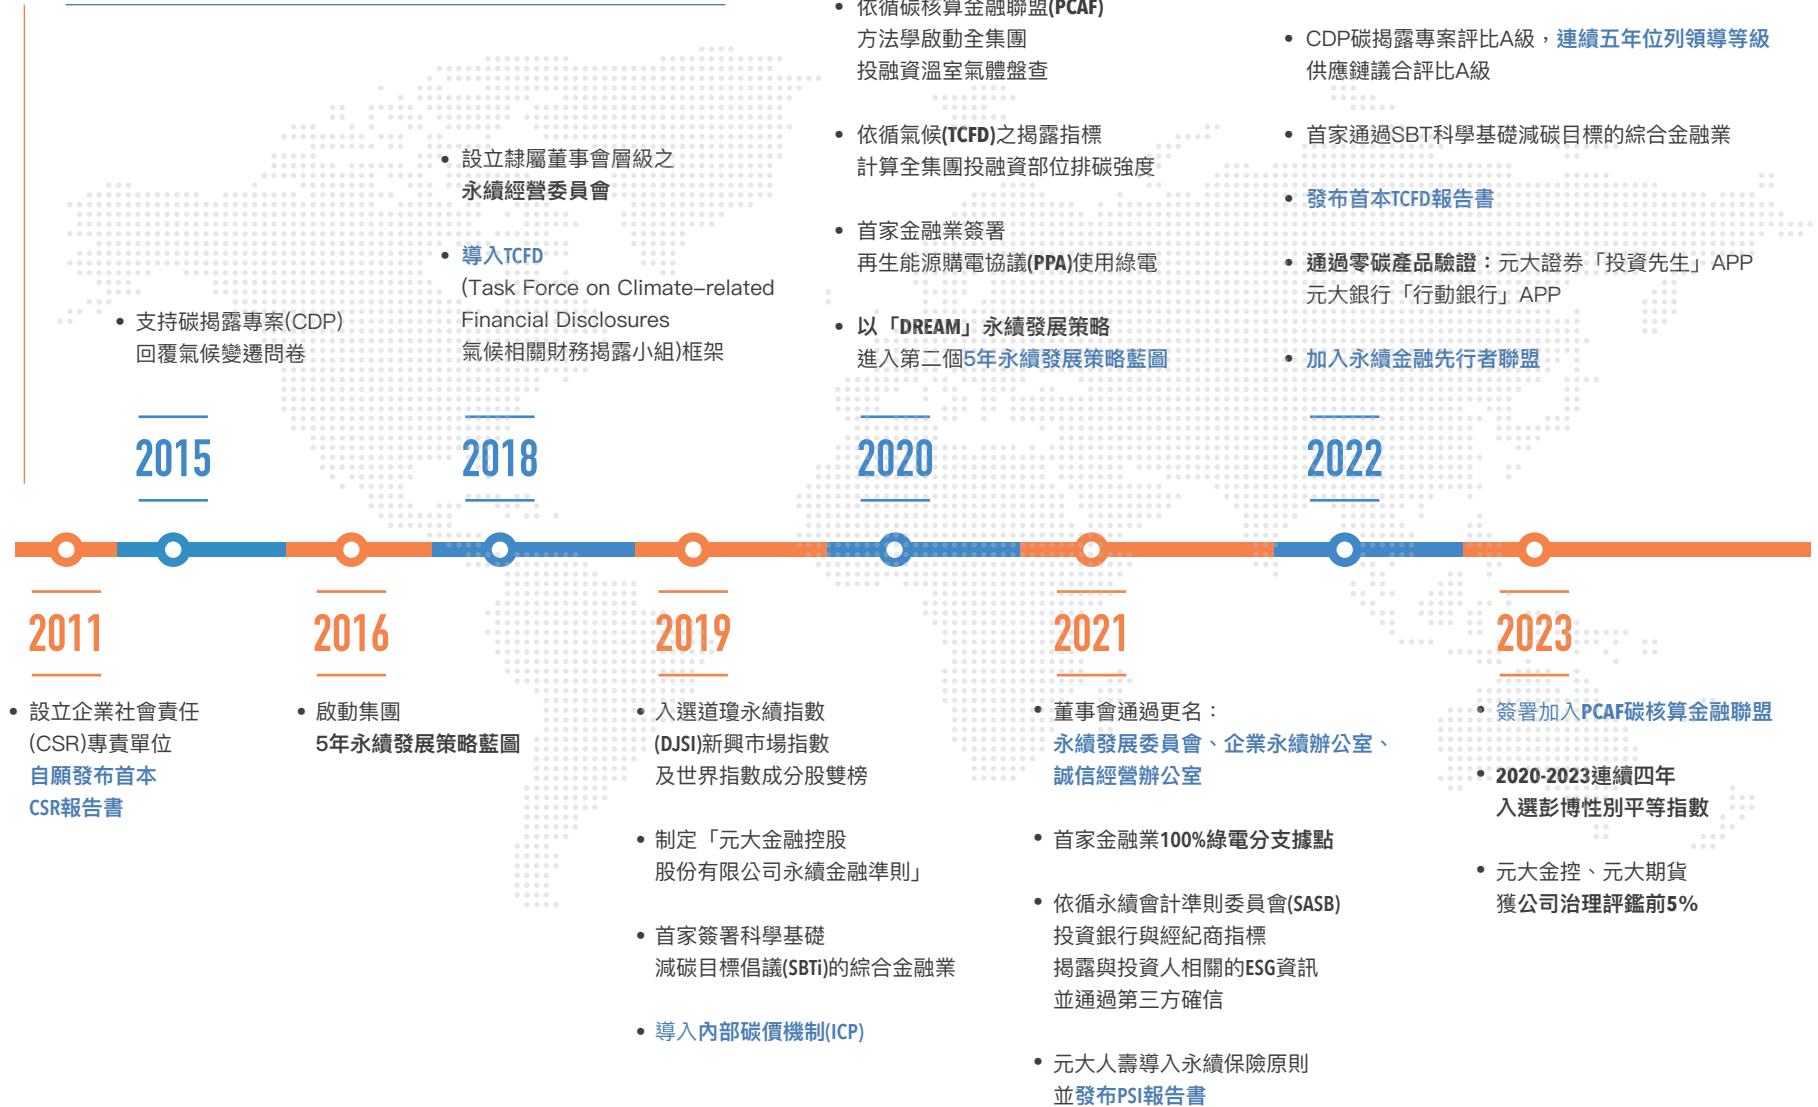 支持碳揭露專案(CDP)
回覆氣候變遷問卷
2015
設立隸屬董事會層級之
永續經營委員會
導入TCFD
(Task Force on Climate-related
Financial Disclosures
氣候相關財務揭露小組)框架
2018
依循碳核算金融聯盟(PCAF)
方法學啟動全集團
投融資溫室氣體盤查
依循氣候(TCFD)之揭露指標
計算全集團投融資部位排碳強度
首家金融業簽署
再生能源購電協議(PPA)使用綠電
以「DREAM」永續發展策略
進入第二個5年永續發展策略藍圖
2020
CDP碳揭露專案評比A級，連續五年位列領導等級
供應鏈議合評比A級
首家通過SBT科學基礎減碳目標的綜合金融業
發布首本TCFD報告書
通過零碳產品驗證：元大證券「投資先生」APP
元大銀行「行動銀行」APP
加入永續金融先行者聯盟
2022
2011
設立企業社會責任
(CSR)專責單位
自願發布首本
CSR報告書
2016
啟動集團
5年永續發展策略藍圖
2019
入選道瓊永續指數
(DJSI)新興市場指數
及世界指數成分股雙榜
制定「元大金融控股
股份有限公司永續金融準則」
首家簽署科學基礎
減碳目標倡議(SBTi)的綜合金融業
導入內部碳價機制(ICP)
2021
董事會通過更名：
永續發展委員會、企業永續辦公室、
誠信經營辦公室
首家金融業100%綠電分支據點
依循永續會計準則委員會(SASB)
投資銀行與經紀商指標
揭露與投資人相關的ESG資訊
並通過第三方確信
元大人壽導入永續保險原則
並發布PSI報告書
2023
簽署加入PCAF碳核算金融聯盟
2020-2023連續四年
入選彭博性別平等指數
元大金控、元大期貨
獲公司治理評鑑前5%